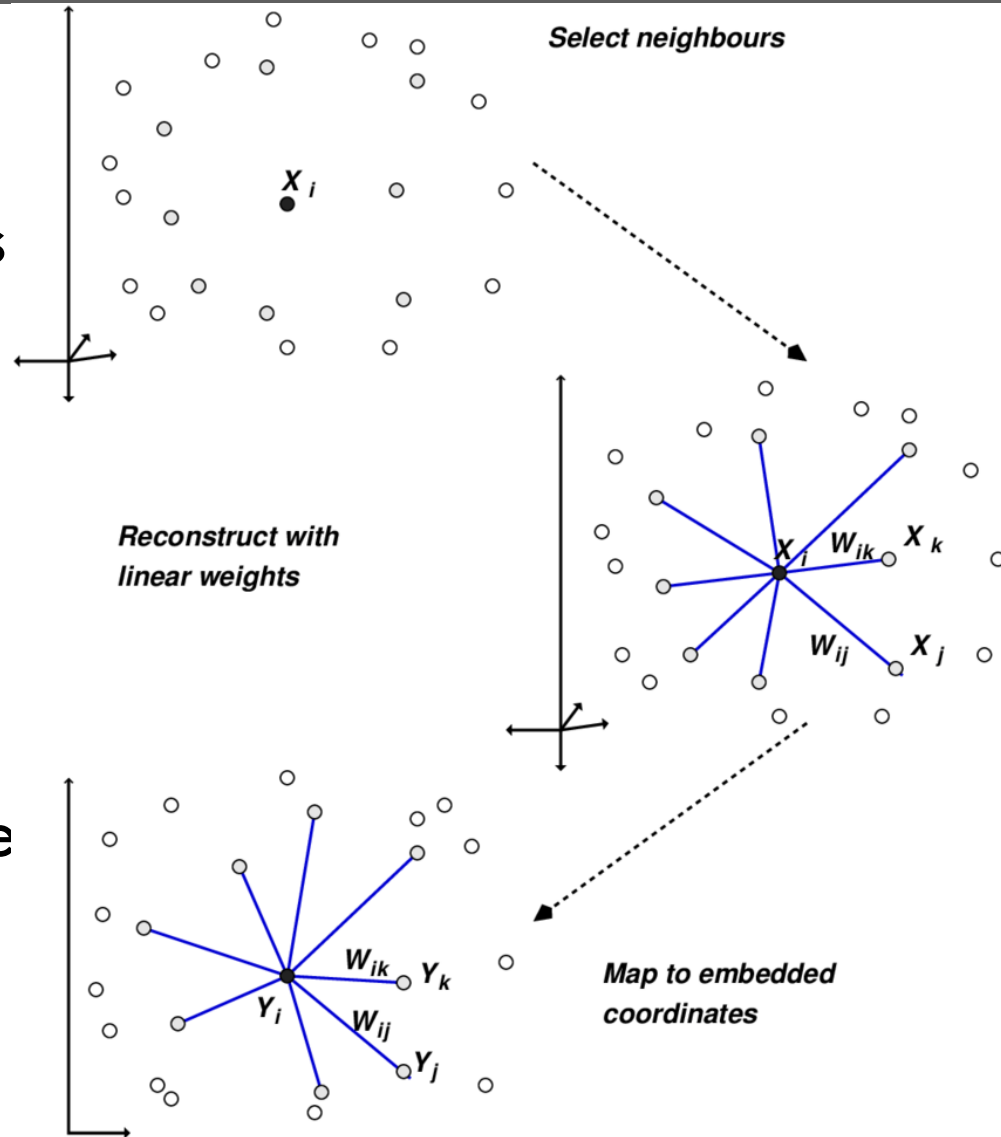 Select neighbours
X i
s
Reconstruct with
linear weights
X i
W ik
X k
W ij
X j
e
W ik
Y k
Y i
W ij
Y j
Map to embedded
coordinates